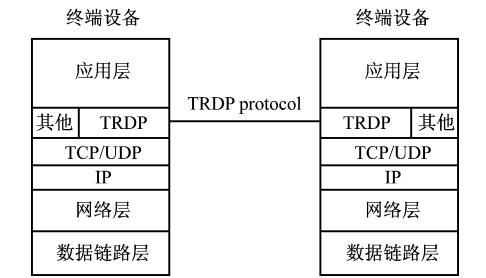 终端设备 终端设备
应用层 应用层
TRDP protocol
其他 TRDP TRDP 其他
TCP/UDP TCP/UDP
IP IP
网络层 网络层
数据链路层 数据链路层